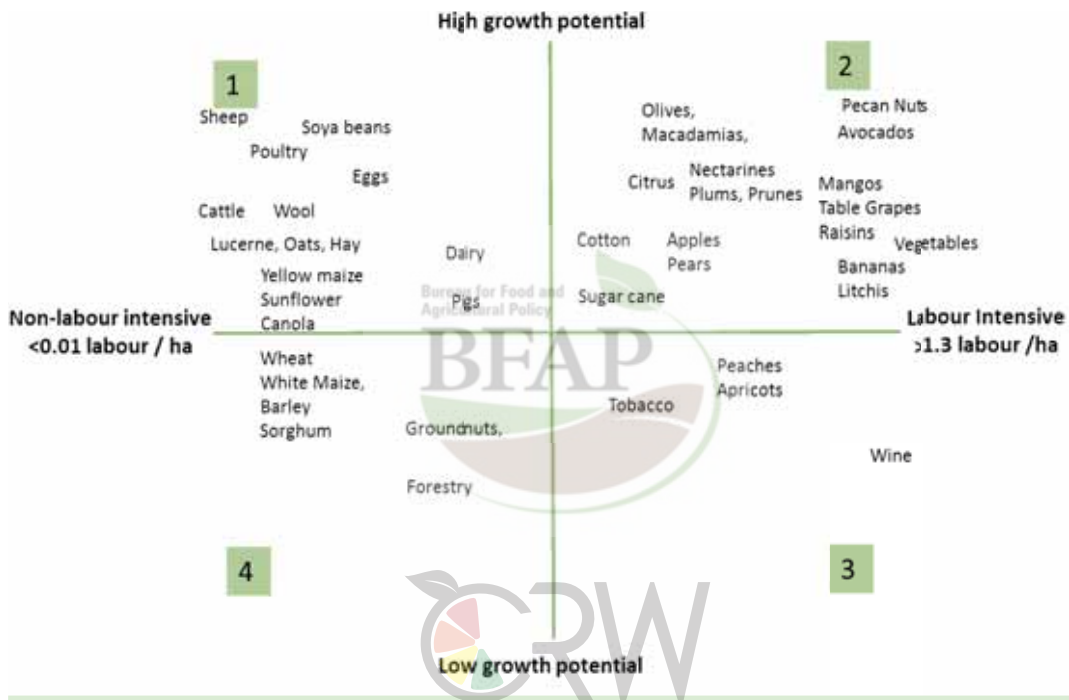 High growth potential
1
Sheep
Soya beans
Poultry
Eggs
Cattle
Wool
Lucerne, Oats, Hay
Dairy
Yellow maize
Sunflower
Canola
Pigs
2
Olives,
Macadamias,
Pecan Nuts
Avocados
Citrus
Nectarines
Plums, Prunes
Mangos
Table Grapes
Raisins
Vegetables
Cotton
Apples
Pears
Bananas
Litchis
Sugar cane
Bureau for Food and
Agricultural Policy
BFAP
Non-labour intensive
<0.01 labour / ha
Labour Intensive
>1.3 labour /ha
Wheat
White Maize,
Barley
Sorghum
Groundnuts,
Forestry
4
Peaches
Apricots
Tobacco
Wine
3
CRW
Low growth potential